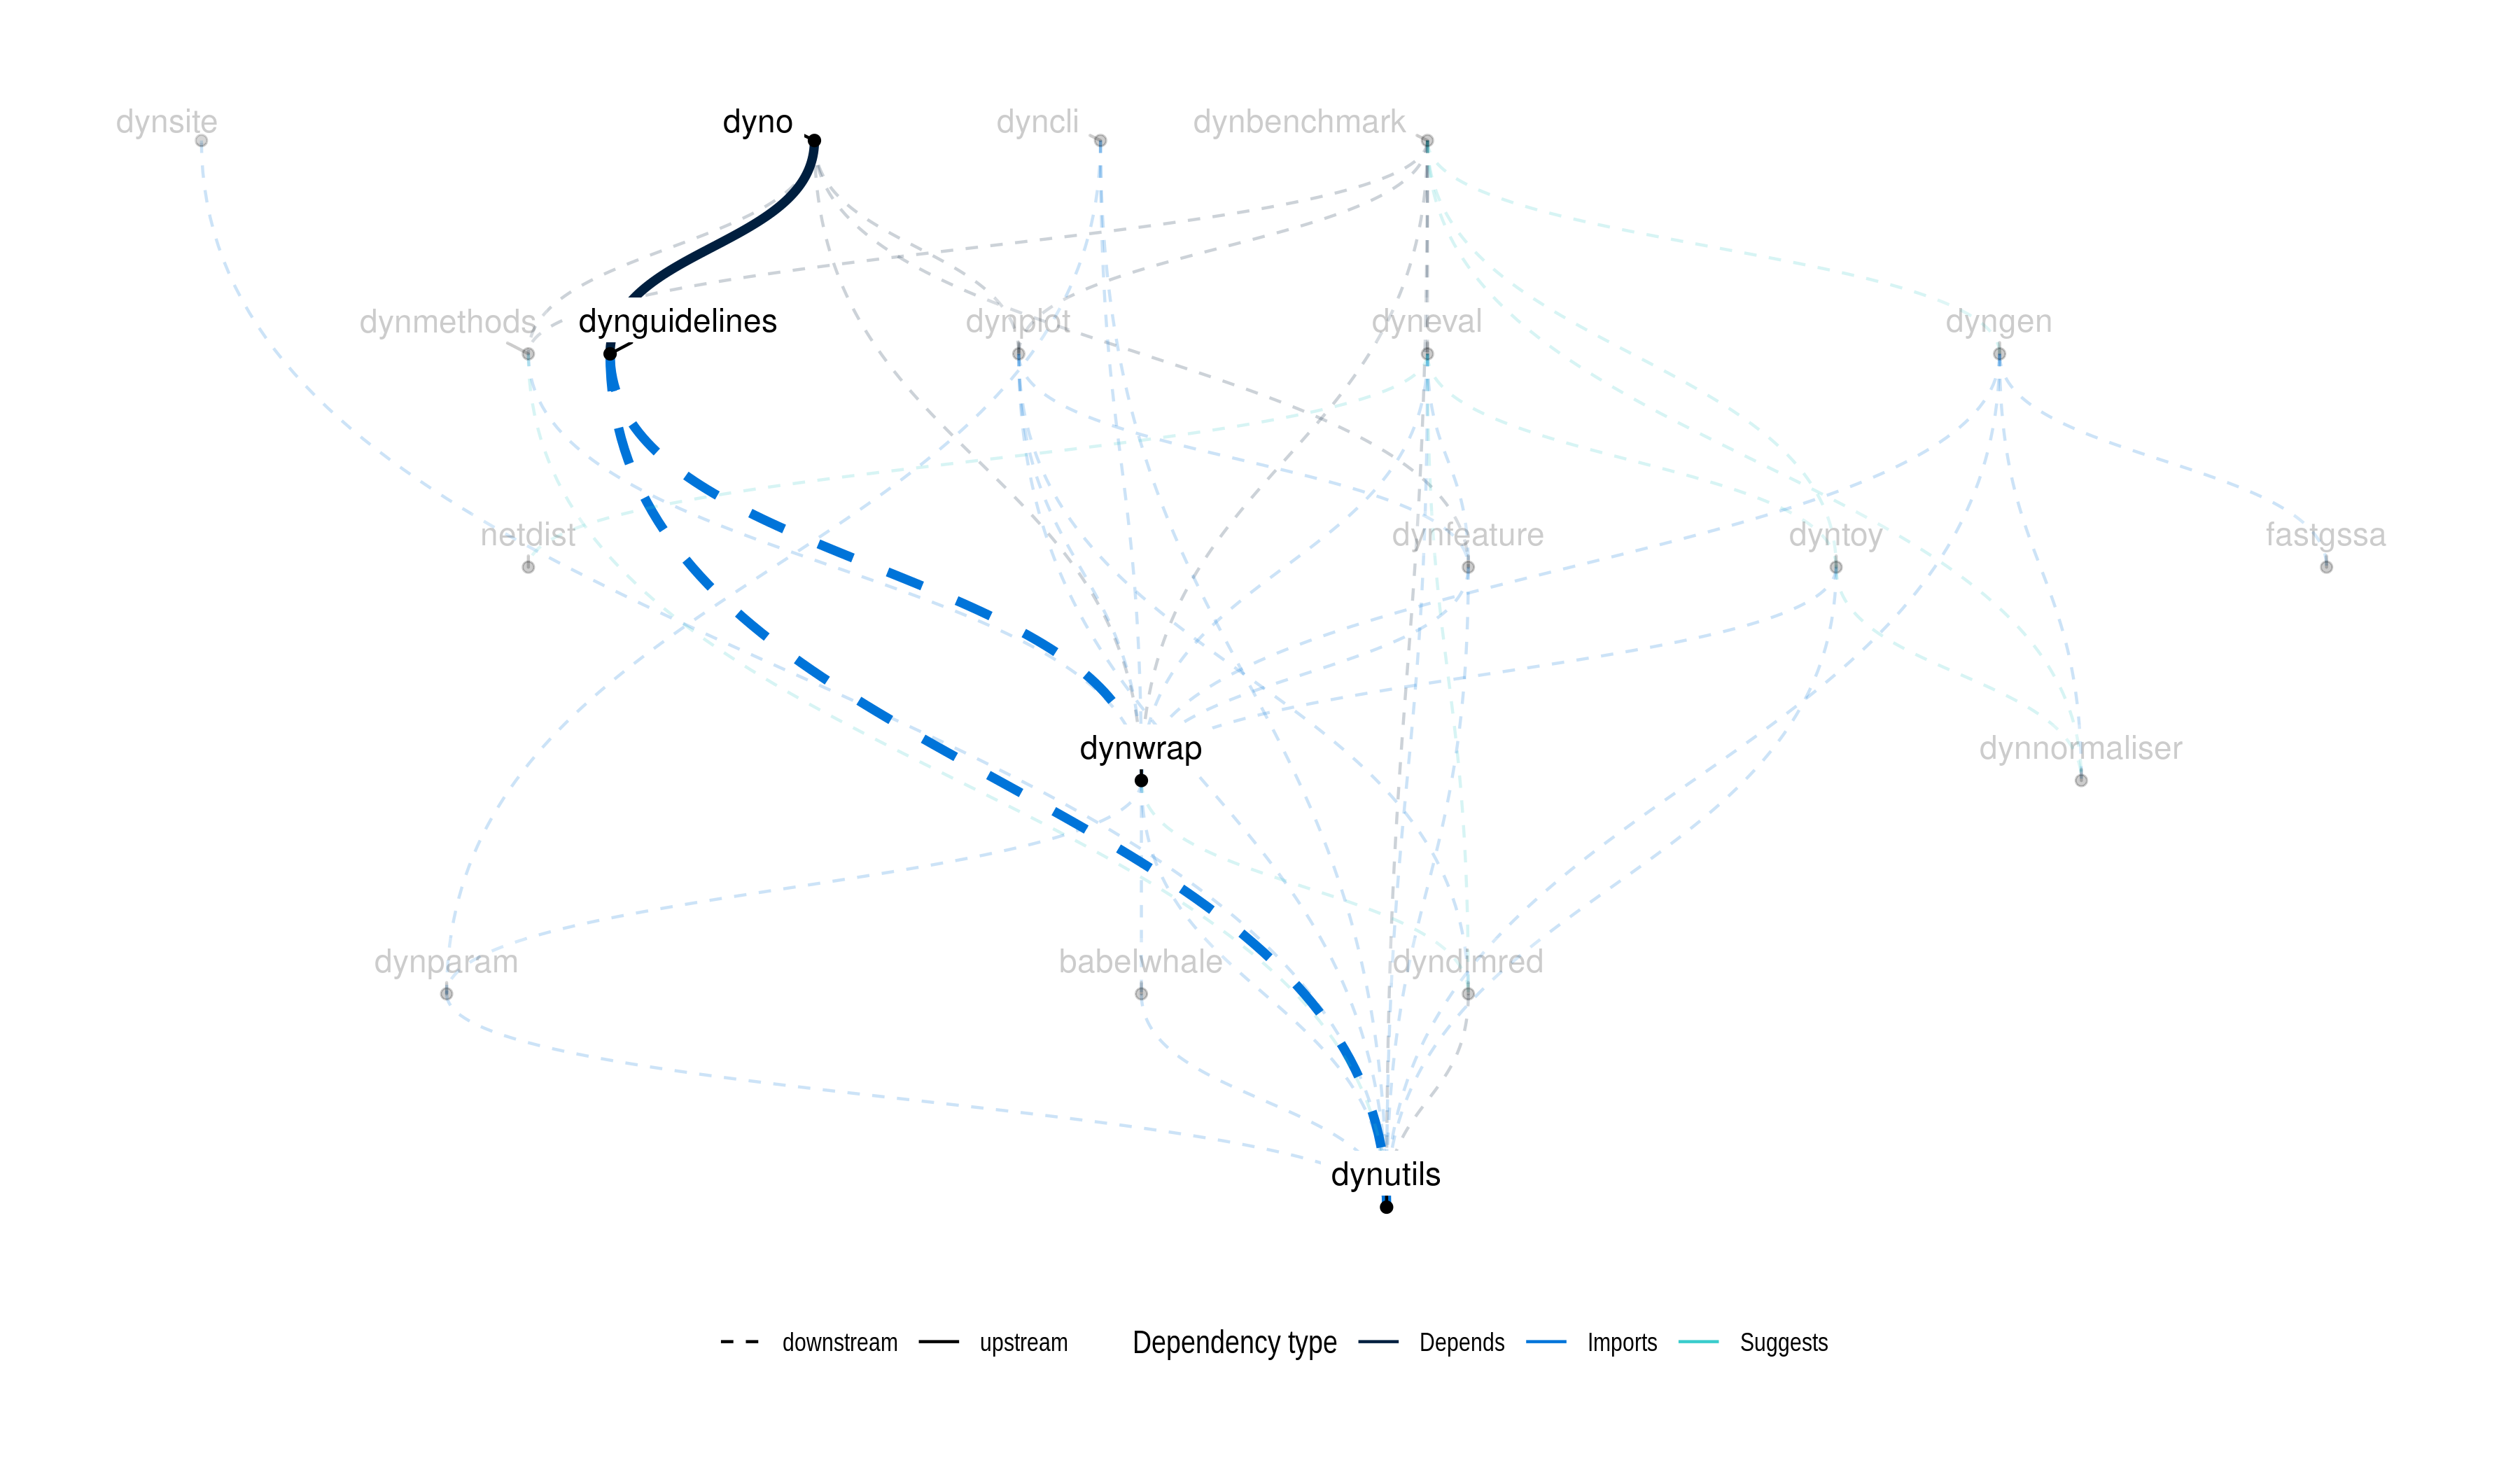 dynsite
dyno
dyncli
dynbenchmark
dynmethods
dynguidelines
dynplot
dyneval
dyngen
netdist
dynfeature
dyntoy
fastgssa
dynwrap
dynnormaliser
dynparam
babelwhale
dyndimred
dynutils
downstream upstream Dependency type Depends Imports Suggests